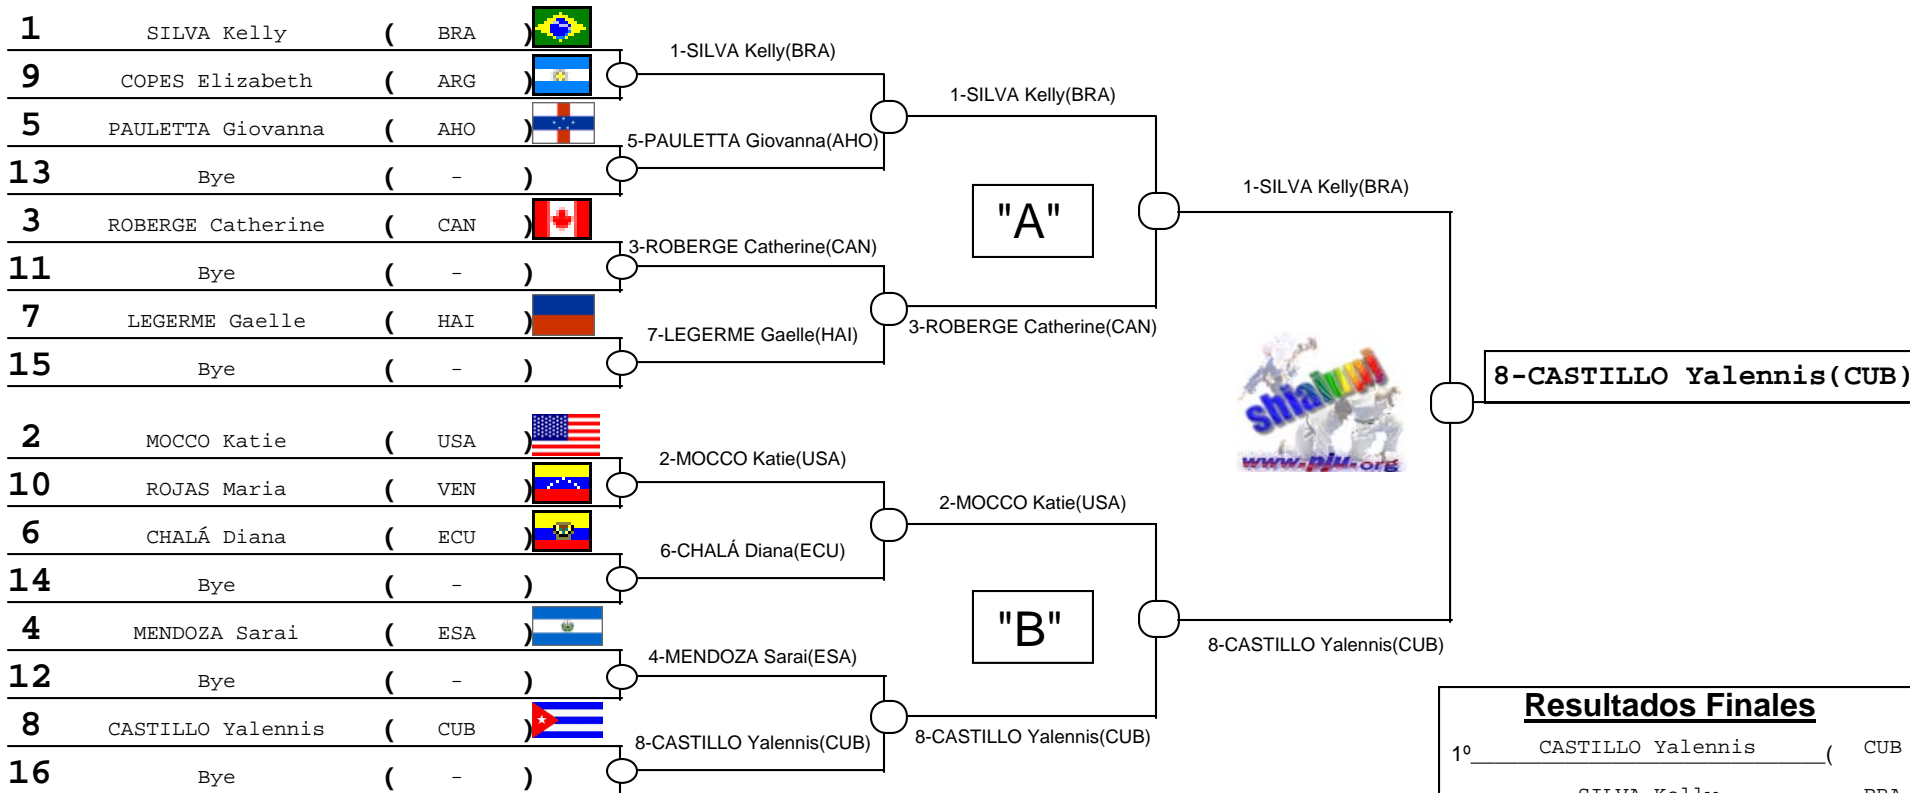 1 SILVA Kelly ( BRA )
9 COPES Elizabeth ( ARG )
5 PAULETTA Giovanna ( AHO )
13 Bye ( - )
3 ROBERGE Catherine ( CAN )
11 Bye ( - )
7 LEGERME Gaelle ( HAI )
15 Bye ( - )
2 MOCCO Katie ( USA )
10 ROJAS Maria ( VEN )
6 CHALÁ Diana ( ECU )
14 Bye ( - )
4 MENDOZA Sarai ( ESA )
12 Bye ( - )
8 CASTILLO Yalennis ( CUB )
16 Bye ( - )
1-SILVA Kelly(BRA)
5-PAULETTA Giovanna(AHO)
3-ROBERGE Catherine(CAN)
7-LEGERME Gaelle(HAI)
2-MOCCO Katie(USA)
6-CHALÁ Diana(ECU)
4-MENDOZA Sarai(ESA)
8-CASTILLO Yalennis(CUB)
1-SILVA Kelly(BRA)
"A"
3-ROBERGE Catherine(CAN)
2-MOCCO Katie(USA)
"B"
8-CASTILLO Yalennis(CUB)
1-SILVA Kelly(BRA)
shiaiupj
www.pju.org
8-CASTILLO Yalennis(CUB)
8-CASTILLO Yalennis(CUB)
Resultados Finales
1º CASTILLO Yalennis ( CUB
SILVA Kelly BRA